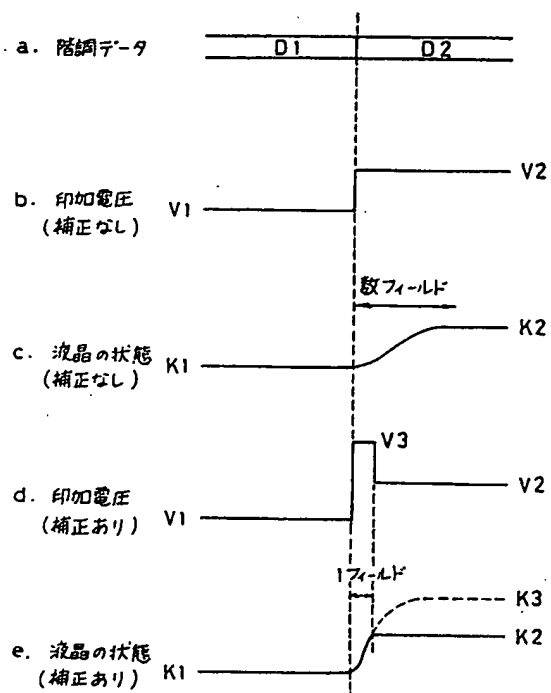 a. 階調データ D1 D2
V2
b. 印加電圧 V1
(補正なし)
数フィールド
K2
c. 液晶の状態 K1
(補正なし)
V3
V2
d. 印加電圧 V1
(補正あり)
1フィールド
K3
K2
e. 液晶の状態 K1
(補正あり)